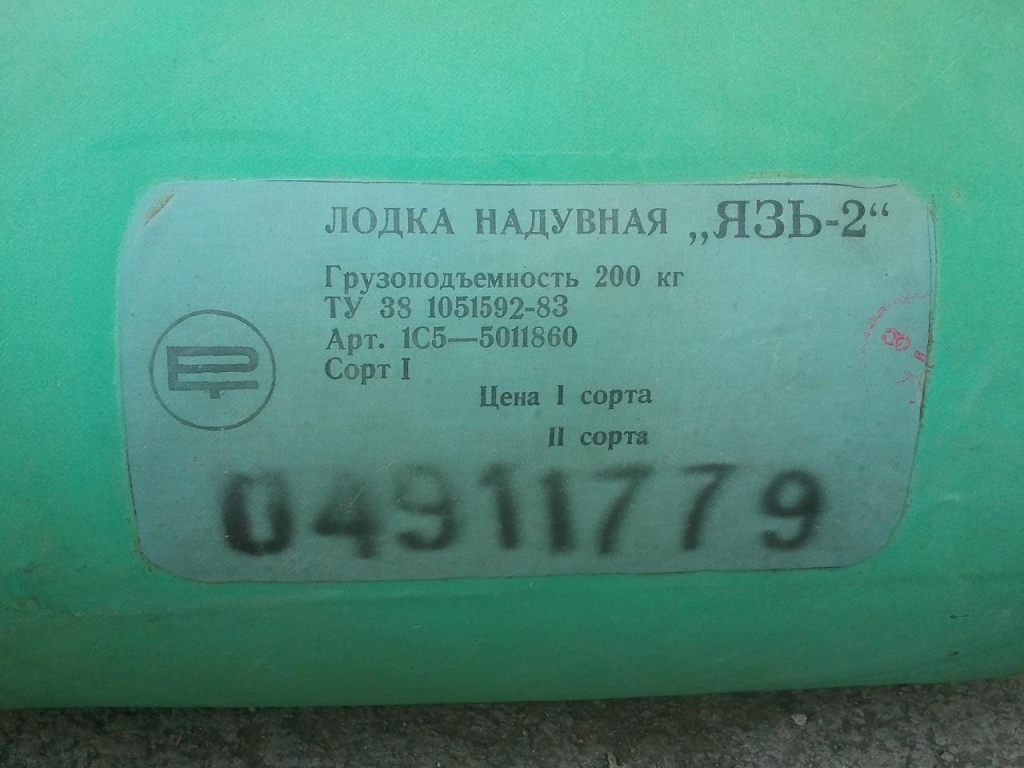 ЛОДКА НАДУВНАЯ „ЯЗЬ-2“
Грузоподъемность 200 кг
ТУ 38 1051592-83
Арт. 1С5—5011860
Сорт I
Цена I сорта
II сорта
04911779